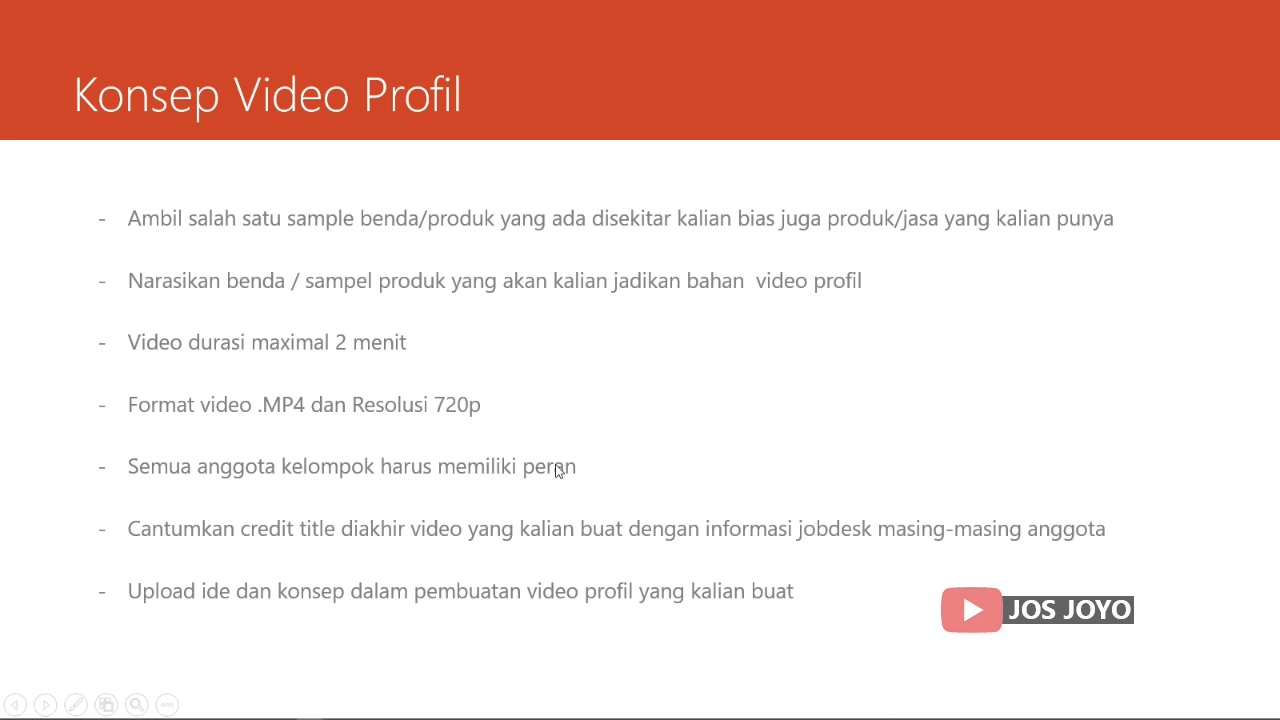 Konsep Video Profil
- Ambil salah satu sample benda/produk yang ada disekitar kalian bias juga produk/jasa yang kalian punya
- Narasikan benda / sampel produk yang akan kalian jadikan bahan  video profil
- Video durasi maximal 2 menit
- Format video .MP4 dan Resolusi 720p
- Semua anggota kelompok harus memiliki peran
- Cantumkan credit title diakhir video yang kalian buat dengan informasi jobdesk masing-masing anggota
- Upload ide dan konsep dalam pembuatan video profil yang kalian buat
JOS JOYO